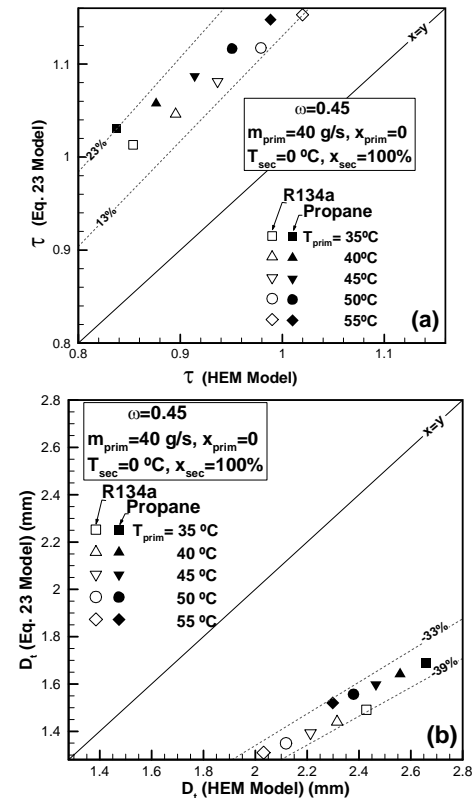 1.1
x=y
ω=0.45
m_prim=40 g/s, x_prim=0
T_sec=0 ºC, x_sec=100%
23%
13%
R134a
Propane
T_prim= 35ºC
40ºC
45ºC
50ºC
55ºC
1
0.9
0.8
τ (Eq. 23 Model)
(a)
0.8 0.9 1 1.1
τ (HEM Model)
2.8
ω=0.45
m_prim=40 g/s, x_prim=0
T_sec=0 ºC, x_sec=100%
x=y
R134a
Propane
T_prim= 35 ºC
40 ºC
45 ºC
50 ºC
55 ºC
2.6
2.4
2.2
2
1.8
1.6
1.4
D_t (Eq. 23 Model) (mm)
-33%
-39%
(b)
1.4 1.6 1.8 2 2.2 2.4 2.6 2.8
D_t (HEM Model) (mm)